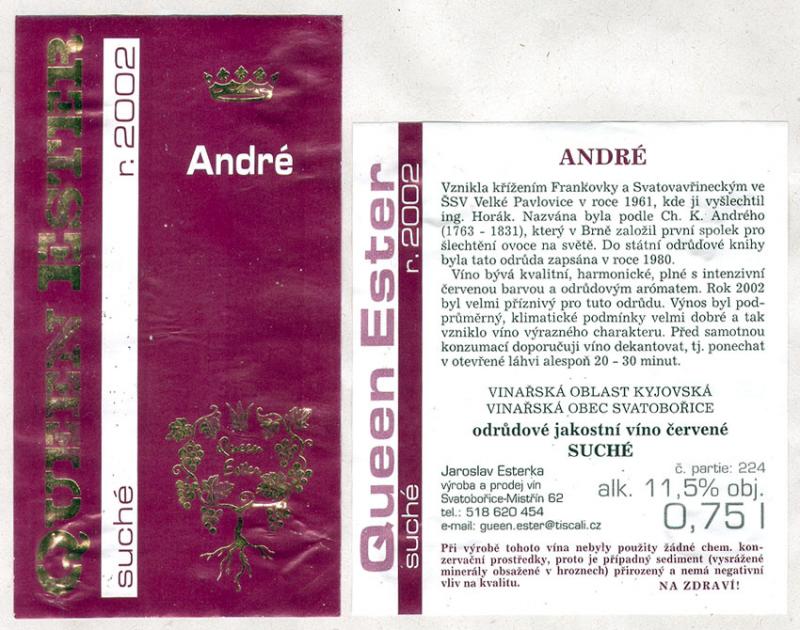 QUEEN ESTER
r. 2002
suché
André
Queen
Ester
Queen Ester
r. 2002
suché
ANDRÉ
Vznikla křížením Frankovky a Svatovavřineckým ve
ŠSV Velké Pavlovice v roce 1961, kde ji vyšlechtil
ing. Horák. Nazvána byla podle Ch. K. Andrého
(1763 - 1831), který v Brně založil první spolek pro
šlechtění ovoce na světě. Do státní odrůdové knihy
byla tato odrůda zapsána v roce 1980.
Víno bývá kvalitní, harmonické, plné s intenzivní
červenou barvou a odrůdovým arómatem. Rok 2002
byl velmi příznivý pro tuto odrůdu. Výnos byl pod-
průměrný, klimatické podmínky velmi dobré a tak
vzniklo víno výrazného charakteru. Před samotnou
konzumací doporučuji víno dekantovat, tj. ponechat
v otevřené láhvi alespoň 20 - 30 minut.
VINAŘSKÁ OBLAST KYJOVSKÁ
VINAŘSKÁ OBEC SVATOBOŘICE
odrůdové jakostní víno červené
SUCHÉ
Jaroslav Esterka
výroba a prodej vín
Svatobořice-Mistřín 62
tel.: 518 620 454
e-mail: gueen.ester@tiscali.cz
č. partie: 224
alk. 11,5% obj.
0,75 l
Při výrobě tohoto vína nebyly použity žádné chem. kon-
zervační prostředky, proto je případný sediment (vysrážené
minerály obsažené v hroznech) přirozený a nemá negativní
vliv na kvalitu. NA ZDRAVÍ!